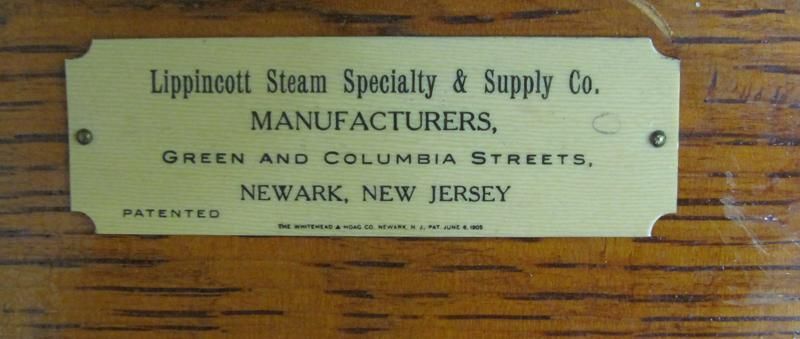 Lippincott Steam Specialty & Supply Co.
MANUFACTURERS,
GREEN AND COLUMBIA STREETS,
NEWARK, NEW JERSEY
PATENTED
THE WHITEHEAD & HOAG CO. NEWARK, N. J., PAT. JUNE 6, 1905